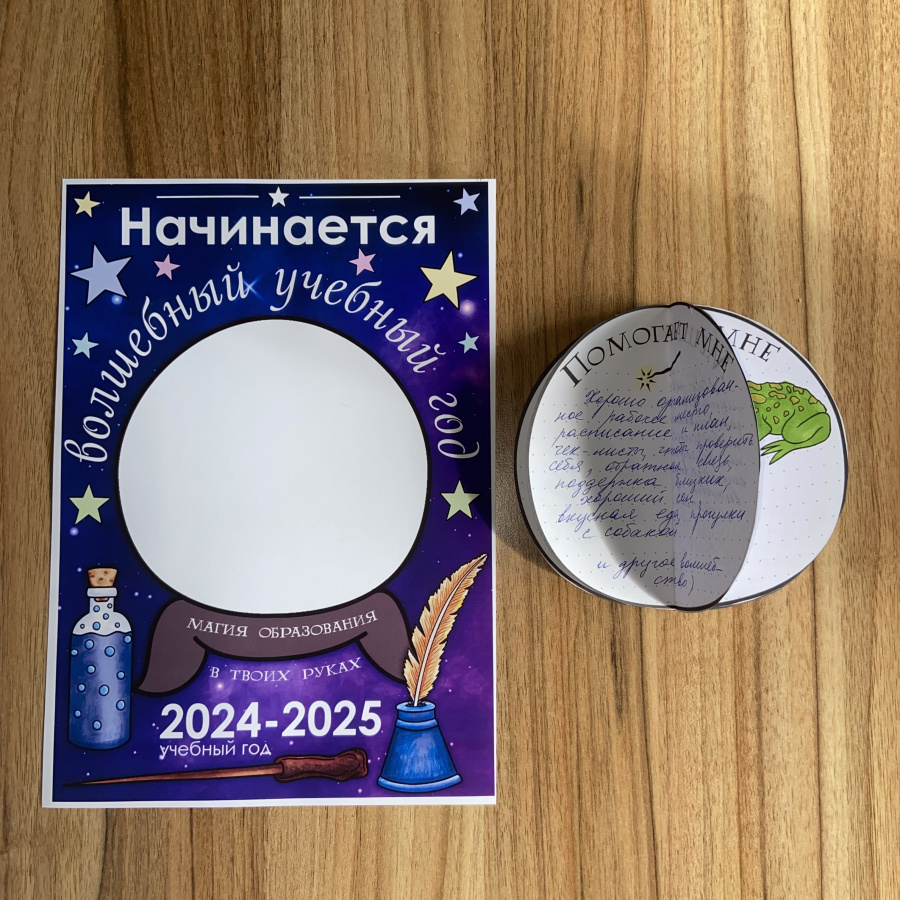 Начинается
волшебный учебный год
МАГИЯ ОБРАЗОВАНИЯ
В ТВОИХ РУКАХ
2024-2025
учебный год
ПОМОГАЕТ МНЕ
МНЕ
Хорошо организован-
ное рабочее место,
расписание и план,
чек-листы, чтобы проверить
себя, обратная связь,
поддержка близких,
хороший сон
вкусная еда, прогулки
с собакой
и другое волшеб-
ство)